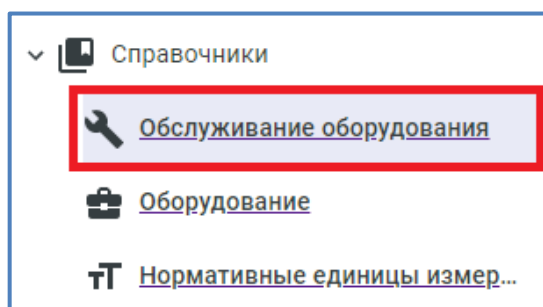 Справочники
Обслуживание оборудования
Оборудование
Нормативные единицы измер...